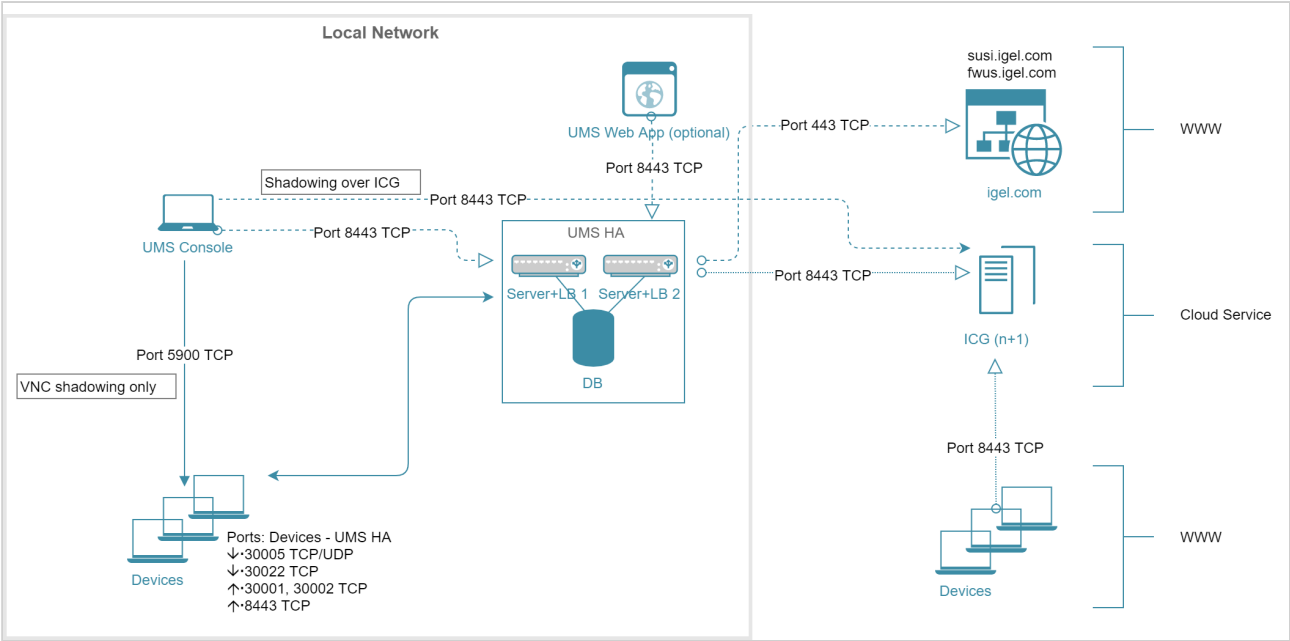 Local Network
susi.igel.com
fwus.igel.com
UMS Web App (optional)
Port 443 TCP
WWW
Port 8443 TCP
Shadowing over ICG
igel.com
Port 8443 TCP
UMS Console
Port 8443 TCP
UMS HA
Port 8443 TCP
Server+LB 1
Server+LB 2
Cloud Service
ICG (n+1)
Port 5900 TCP
DB
VNC shadowing only
Port 8443 TCP
Ports: Devices - UMS HA
↓·30005 TCP/UDP
↓·30022 TCP
↑·30001, 30002 TCP
↑·8443 TCP
Devices
WWW
Devices